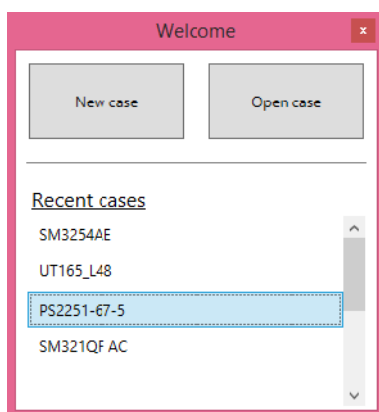 Welcome
x
New case
Open case
Recent cases
SM3254AE
UT165_L48
PS2251-67-5
SM321QF AC